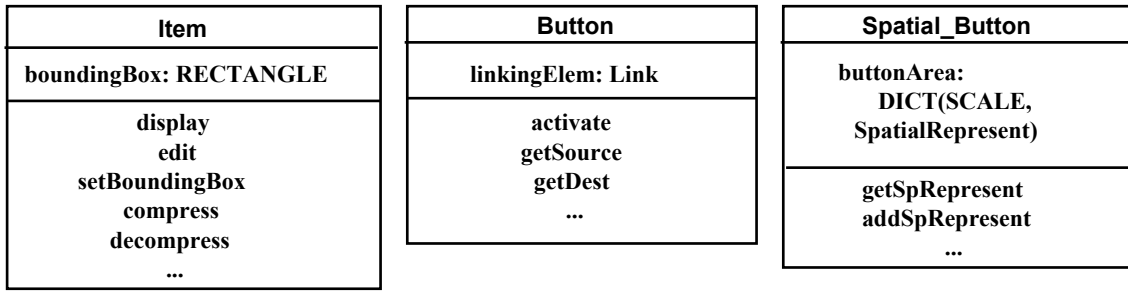 Item
boundingBox: RECTANGLE
display
edit
setBoundingBox
compress
decompress
...
Button
linkingElem: Link
activate
getSource
getDest
...
Spatial_Button
buttonArea:
DICT(SCALE,
SpatialRepresent)
getSpRepresent
addSpRepresent
...